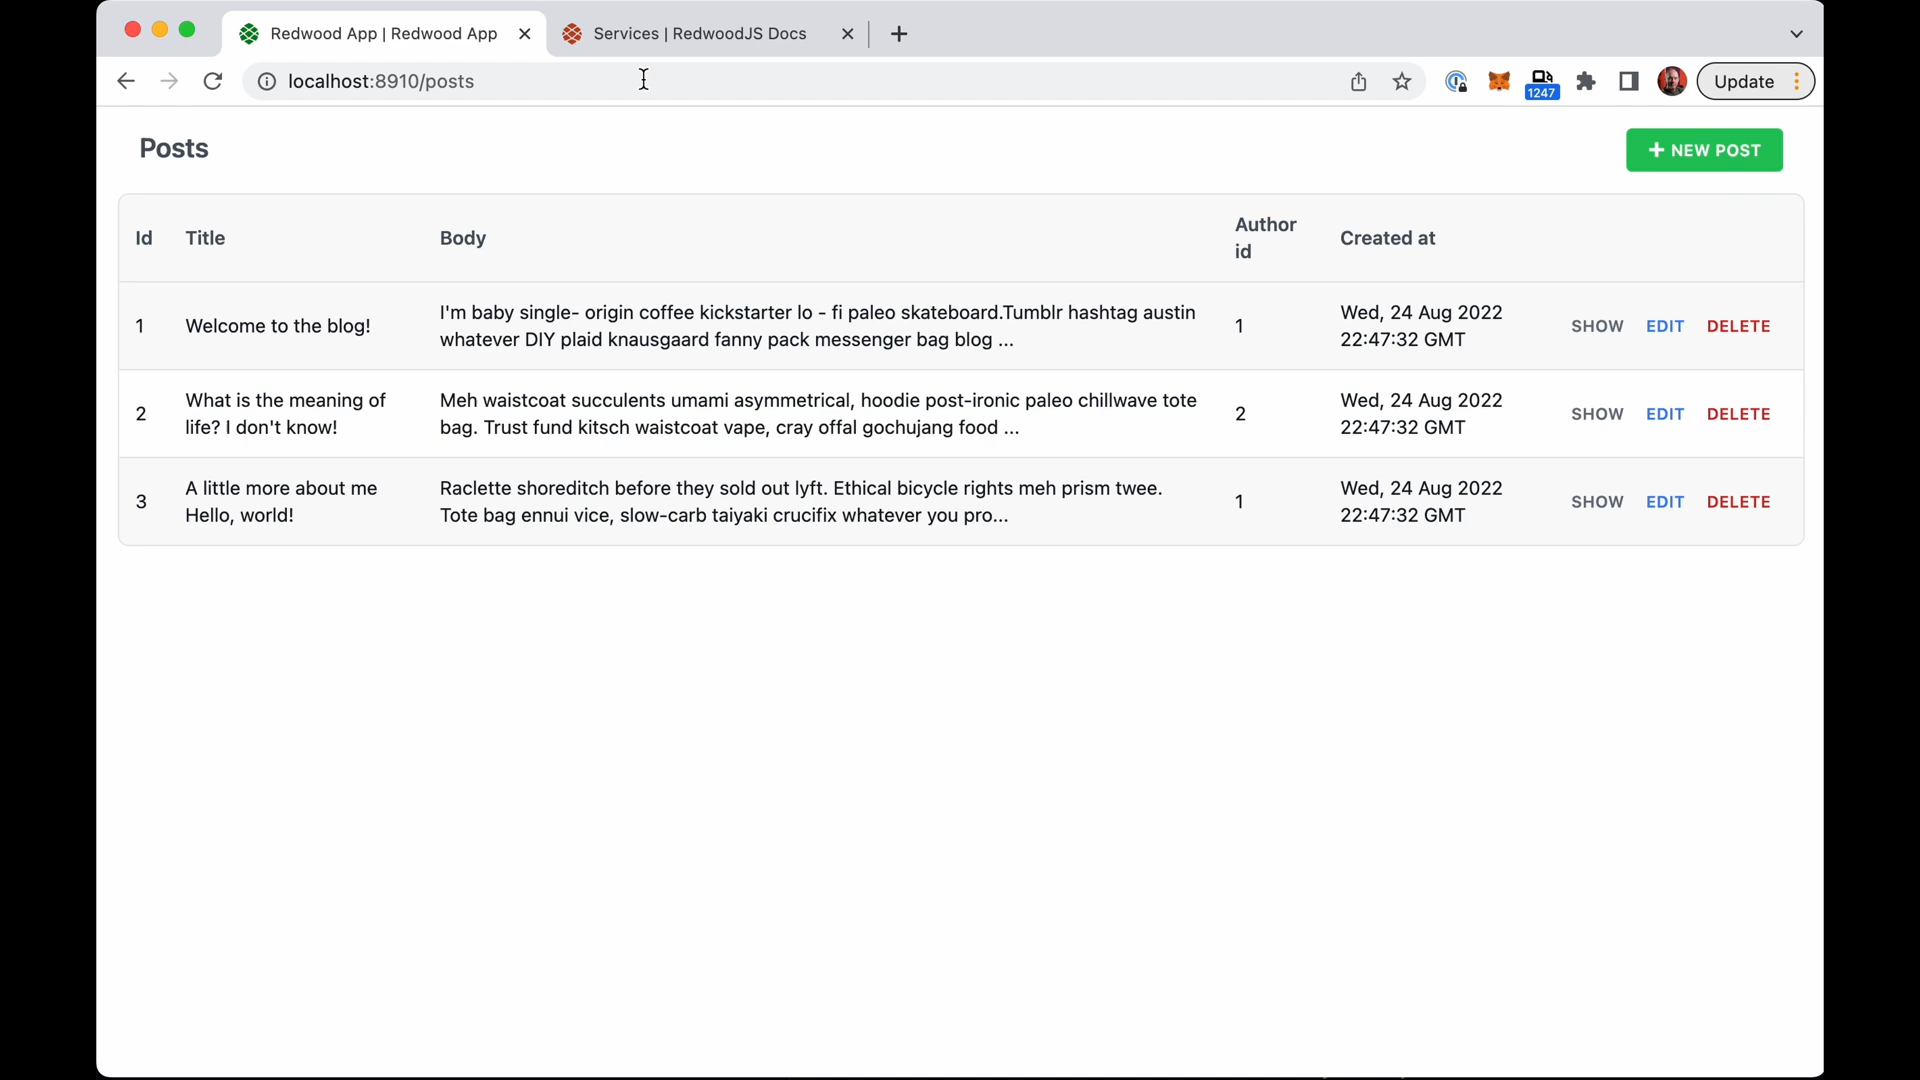 Redwood App | Redwood App
Services | RedwoodJS Docs
localhost:8910/posts
1247
Update
Posts
NEW POST
Id Title Body Author id Created at
1 Welcome to the blog! I'm baby single- origin coffee kickstarter lo - fi paleo skateboard.Tumblr hashtag austin
whatever DIY plaid knausgaard fanny pack messenger bag blog ...
1
Wed, 24 Aug 2022
22:47:32 GMT
SHOW EDIT DELETE
2
What is the meaning of
life? I don't know!
Meh waistcoat succulents umami asymmetrical, hoodie post-ironic paleo chillwave tote
bag. Trust fund kitsch waistcoat vape, cray offal gochujang food ...
2
Wed, 24 Aug 2022
22:47:32 GMT
SHOW EDIT DELETE
3
A little more about me
Hello, world!
Raclette shoreditch before they sold out lyft. Ethical bicycle rights meh prism twee.
Tote bag ennui vice, slow-carb taiyaki crucifix whatever you pro...
1
Wed, 24 Aug 2022
22:47:32 GMT
SHOW EDIT DELETE